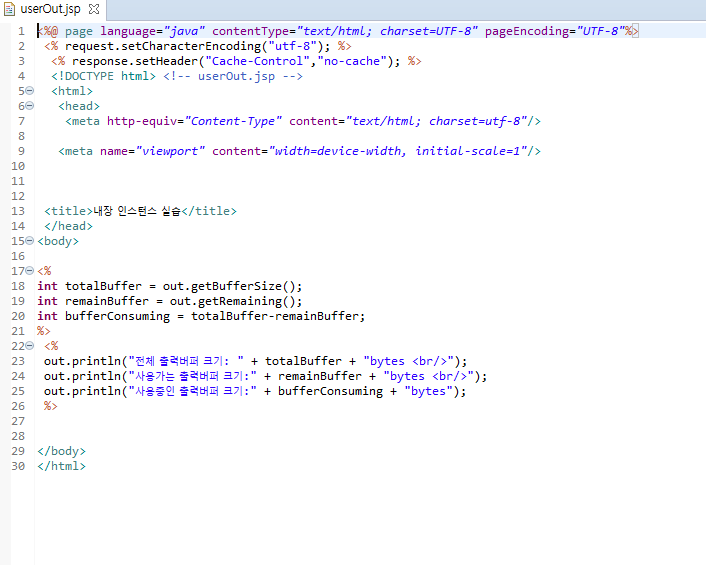 userOut.jsp
1 <%@ page language="java" contentType="text/html; charset=UTF-8" pageEncoding="UTF-8"%>
2 <% request.setCharacterEncoding("utf-8"); %>
3 <% response.setHeader("Cache-Control","no-cache"); %>
4 <!DOCTYPE html> <!-- userOut.jsp -->
5 <html>
6 <head>
7 <meta http-equiv="Content-Type" content="text/html; charset=utf-8"/>
8
9 <meta name="viewport" content="width=device-width, initial-scale=1"/>
10
11
12
13 <title>내장 인스턴스 실습</title>
14 </head>
15 <body>
16
17 <%
18 int totalBuffer = out.getBufferSize();
19 int remainBuffer = out.getRemaining();
20 int bufferConsuming = totalBuffer-remainBuffer;
21 %>
22 <%
23 out.println("전체 출력버퍼 크기: " + totalBuffer + "bytes <br/>");
24 out.println("사용가는 출력버퍼 크기:" + remainBuffer + "bytes <br/>");
25 out.println("사용중인 출력버퍼 크기:" + bufferConsuming + "bytes");
26 %>
27
28
29 </body>
30 </html>